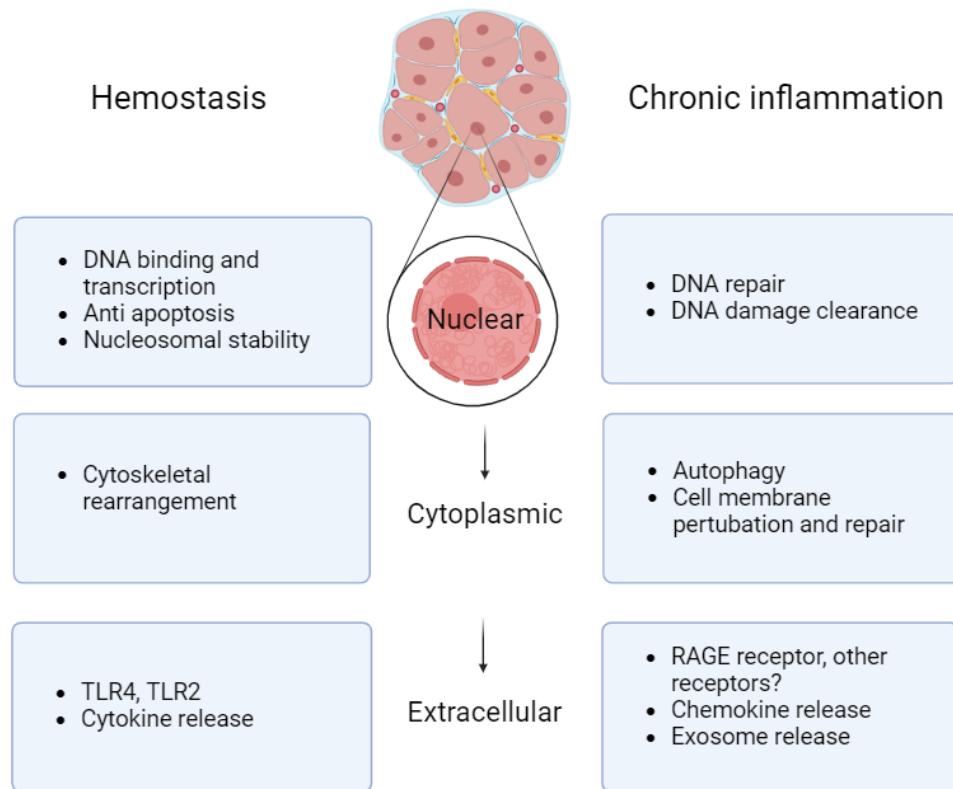 Hemostasis
Chronic inflammation
• DNA binding and
transcription
• Anti apoptosis
• Nucleosomal stability
Nuclear
• DNA repair
• DNA damage clearance
• Cytoskeletal
rearrangement
Cytoplasmic
• Autophagy
• Cell membrane
pertubation and repair
• TLR4, TLR2
• Cytokine release
Extracellular
• RAGE receptor, other
receptors?
• Chemokine release
• Exosome release